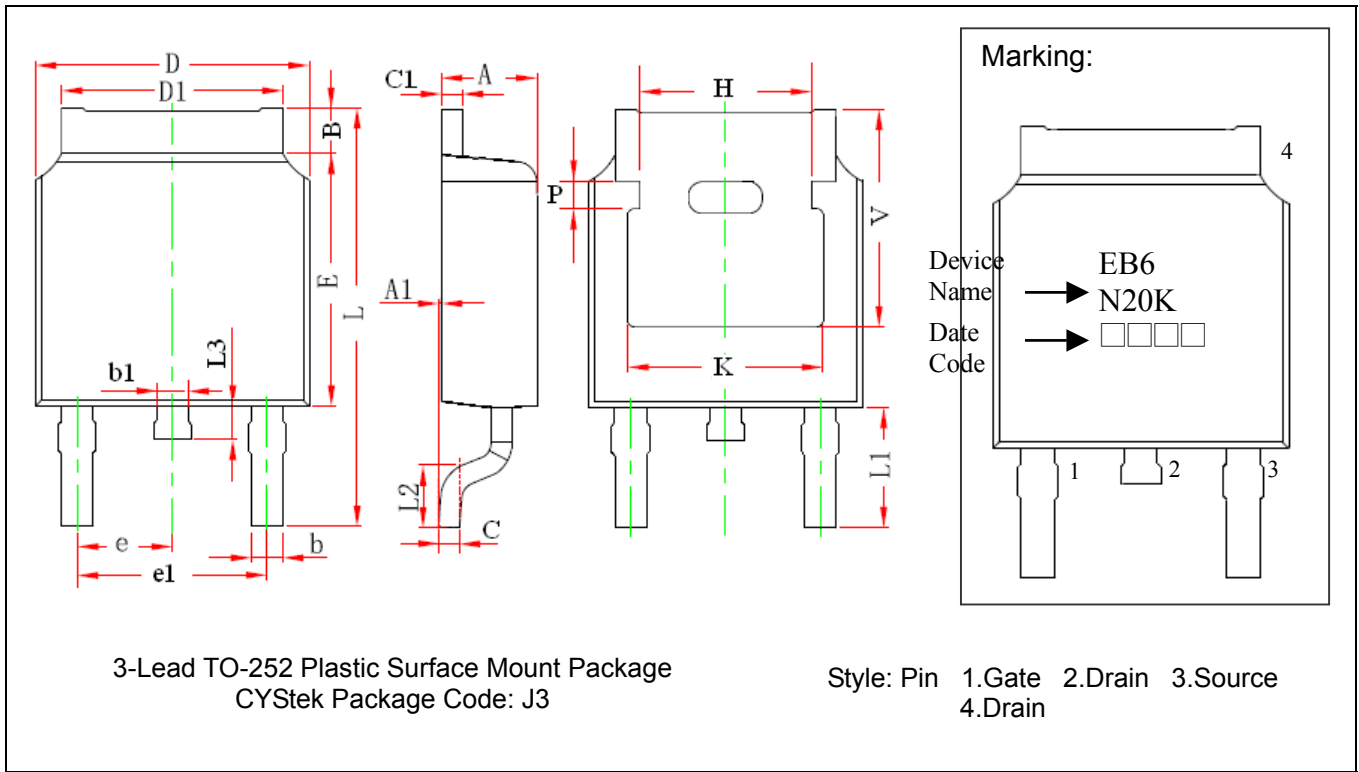 D
D1
B
E
L
L3
b1
e
e1
b
C1
A
A1
L2
C
H
P
V
K
L1
Marking:
4
Device
Name
EB6
N20K
Date
Code
□□□□
1
2
3
3-Lead TO-252 Plastic Surface Mount Package
CYStek Package Code: J3
Style: Pin 1.Gate 2.Drain 3.Source
4.Drain